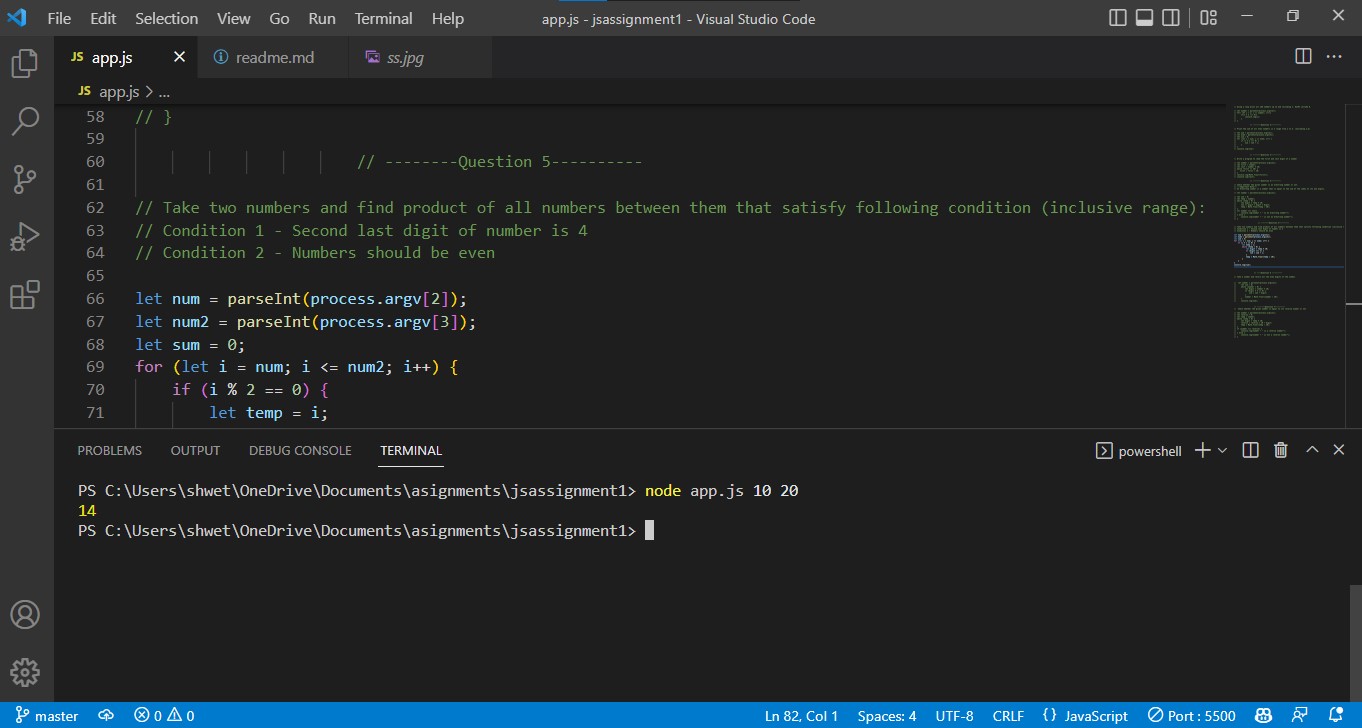 File Edit Selection View Go Run Terminal Help app.js - jsassignment1 - Visual Studio Code
JS app.js readme.md ss.jpg
JS app.js > ...
58 // }
59
60 // --------Question 5----------
61
62 // Take two numbers and find product of all numbers between them that satisfy following condition (inclusive range):
63 // Condition 1 - Second last digit of number is 4
64 // Condition 2 - Numbers should be even
65
66 let num = parseInt(process.argv[2]);
67 let num2 = parseInt(process.argv[3]);
68 let sum = 0;
69 for (let i = num; i <= num2; i++) {
70 if (i % 2 == 0) {
71 let temp = i;
PROBLEMS OUTPUT DEBUG CONSOLE TERMINAL powershell
PS C:\Users\shwet\OneDrive\Documents\asignments\jsassignment1> node app.js 10 20
14
PS C:\Users\shwet\OneDrive\Documents\asignments\jsassignment1>
master 0 0 Ln 82, Col 1 Spaces: 4 UTF-8 CRLF {} JavaScript Port : 5500